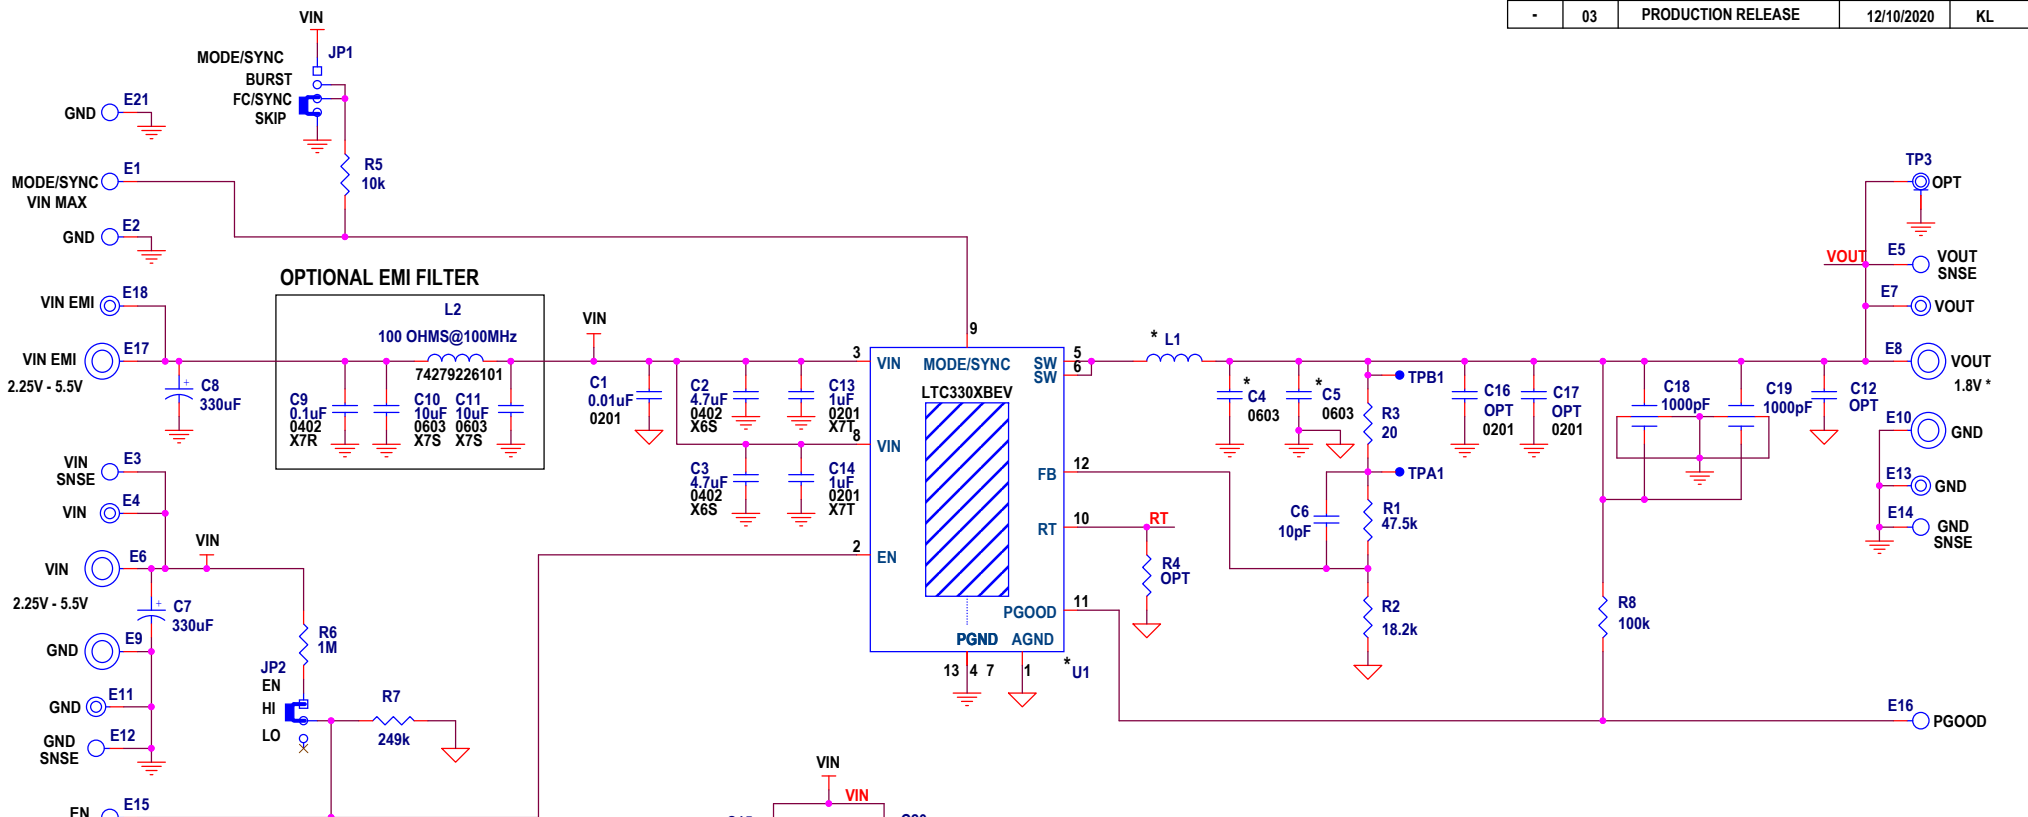 - 03 PRODUCTION RELEASE 12/10/2020 KL
VIN
JP1
MODE/SYNC
BURST
FC/SYNC
SKIP
E21
GND
E1
MODE/SYNC
VIN MAX
E2
GND
R5
10k
OPTIONAL EMI FILTER
E18
VIN EMI
E17
VIN EMI
2.25V - 5.5V
C8
330uF
L2
100 OHMS@100MHz
74279226101
C9
0.1uF
0402
X7R
C10
10uF
0603
X7S
C11
10uF
0603
X7S
VIN
C1
0.01uF
0201
C2
4.7uF
0402
X6S
C13
1uF
0201
X7T
C3
4.7uF
0402
X6S
C14
1uF
0201
X7T
3
VIN
8
VIN
2
EN
9
MODE/SYNC
LTC330XBEV
SW
SW
5
6
FB
12
RT
10
PGOOD
11
PGND
AGND
13 4 7
1
* U1
* L1
RT
R4
OPT
* C4
0603
* C5
0603
TPB1
R3
20
TPA1
C6
10pF
R1
47.5k
R2
18.2k
C16
OPT
0201
C17
OPT
0201
C18
1000pF
C19
1000pF
C12
OPT
R8
100k
TP3
OPT
VOUT
E5
VOUT
SNSE
E7
VOUT
E8
VOUT
1.8V *
E10
GND
E13
GND
E14
GND
SNSE
E16
PGOOD
E3
VIN
SNSE
E4
VIN
E6
VIN
2.25V - 5.5V
VIN
C7
330uF
E9
GND
E11
GND
E12
GND
SNSE
R6
1M
JP2
EN
HI
LO
R7
249k
E15
EN
VIN
VIN